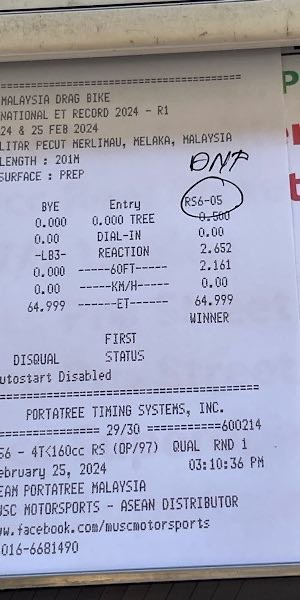 ==========================================
MALAYSIA DRAG BIKE
NATIONAL ET RECORD 2024 - R1
24 & 25 FEB 2024
LITAR PECUT MERLIMAU, MELAKA, MALAYSIA
LENGTH : 201M
SURFACE : PREP
DNP
BYE Entry RS6-05
0.000 0.000 TREE 0.500
0.00 DIAL-IN 0.00
-LB3- REACTION 2.652
0.000 ------60FT----- 2.161
0.00 -----KM/H----- 0.00
64.999 ------ET----- 64.999
WINNER
FIRST
DISQUAL STATUS
utostart Disabled
==========================================
PORTATREE TIMING SYSTEMS, INC.
================ 29/30 ============600214
S6 - 4T<160cc RS (OP/97) QUAL RND 1
ebruary 25, 2024 03:10:36 PM
EAM PORTATREE MALAYSIA
USC MOTORSPORTS - ASEAN DISTRIBUTOR
w.facebook.com/muscmotorsports
016-6681490
P